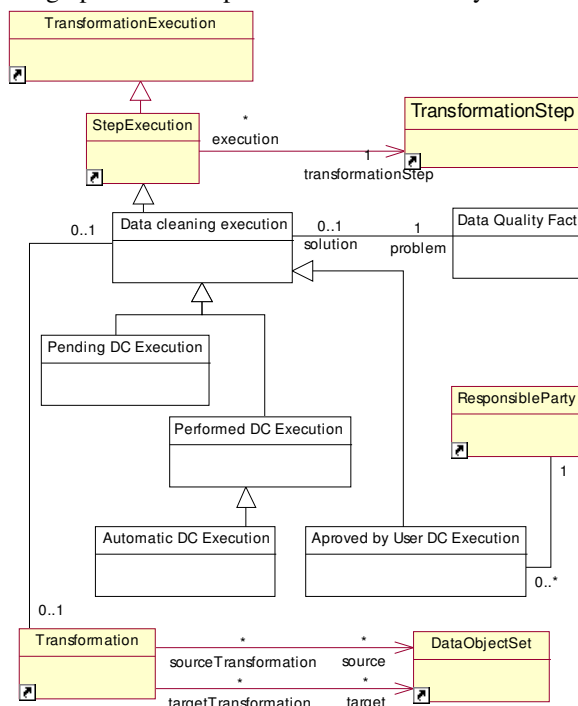 TransformationExecution
StepExecution
TransformationStep
*
execution
1
transformationStep
Data cleaning execution
Data Quality Fact
0..1
0..1
solution
1
problem
Pending DC Execution
ResponsibleParty
Performed DC Execution
1
Automatic DC Execution
Aproved by User DC Execution
0..*
0..1
Transformation
*
sourceTransformation
*
source
DataObjectSet
*
targetTransformation
*
target